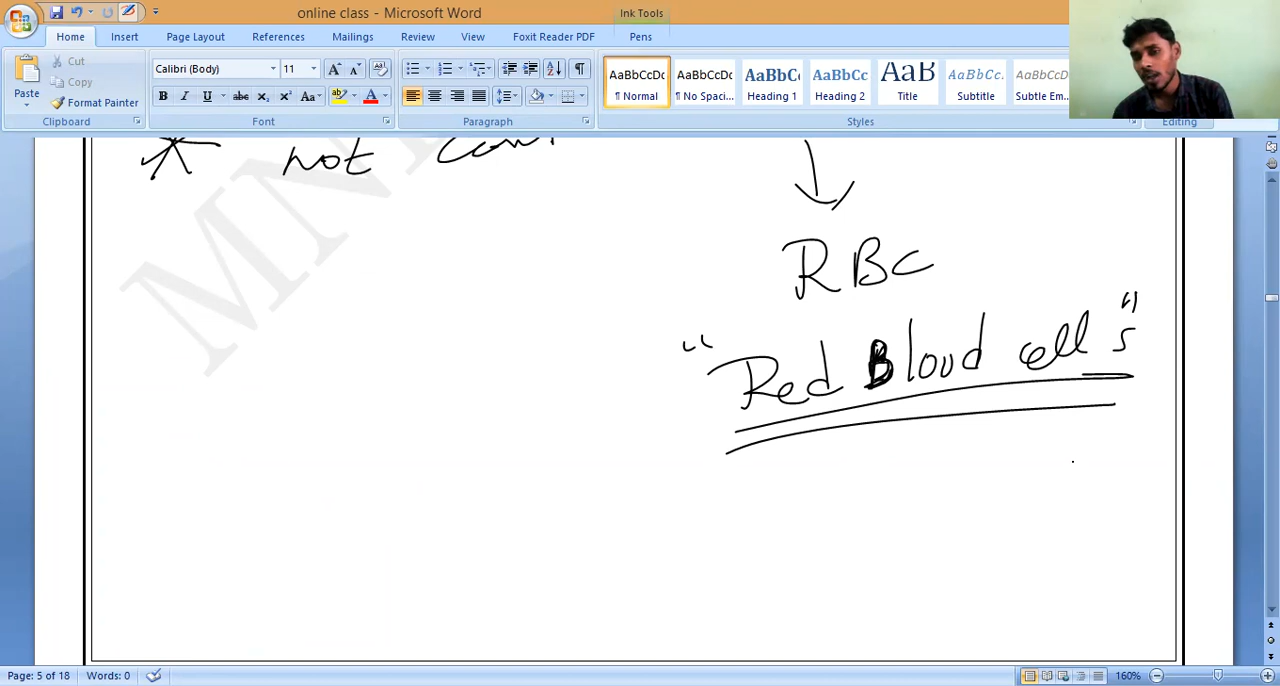 online class - Microsoft Word
Ink Tools
Home Insert Page Layout References Mailings Review View Foxit Reader PDF Pens
Paste
Cut
Copy
Format Painter
Clipboard
Calibri (Body) 11
Font
Paragraph
AaBbCcDc AaBbCcDc AaBbCc AaBbCc AaB AaBbCc. AaBbCcDc
¶ Normal ¶ No Spaci... Heading 1 Heading 2 Title Subtitle Subtle Em...
Styles
Editing
not
RBC
"Red Blood cell s"
Page: 5 of 18 Words: 0 160%